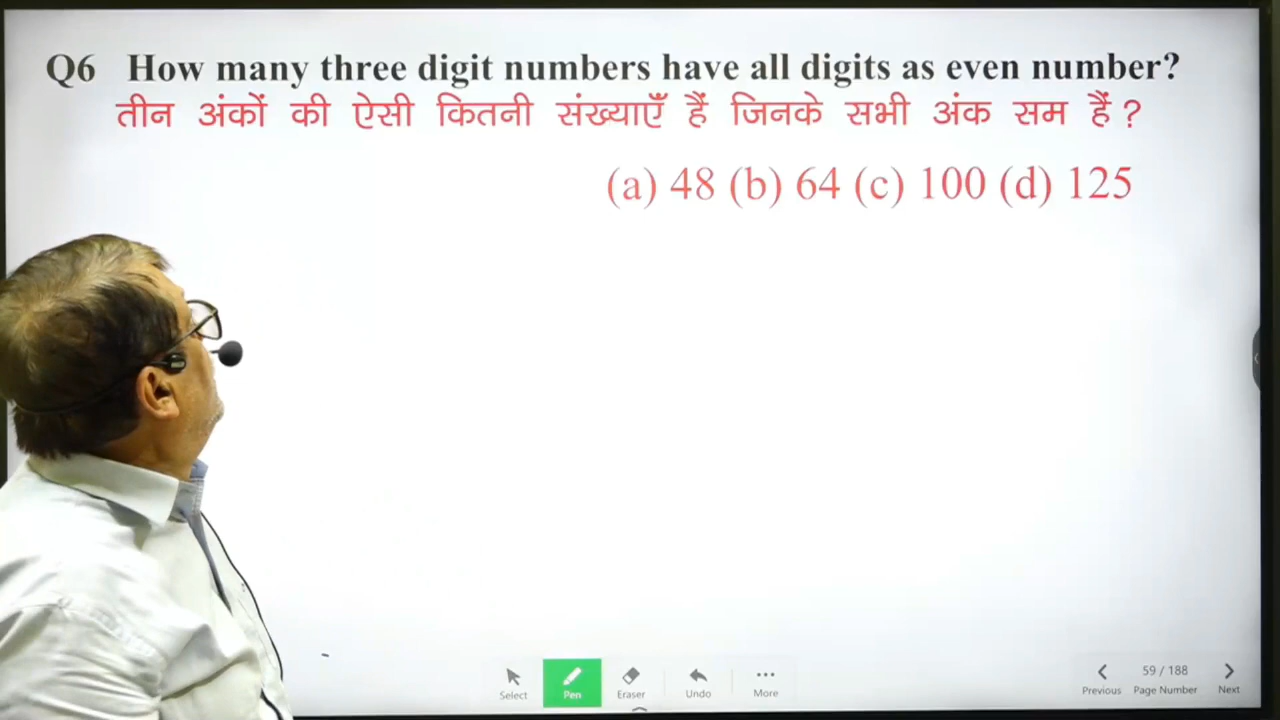 Q6 How many three digit numbers have all digits as even number?
तीन अंकों की ऐसी कितनी संख्याएँ हैं जिनके सभी अंक सम हैं ?
(a) 48 (b) 64 (c) 100 (d) 125
Select Pen Eraser Undo More
Previous 59 / 188 Page Number Next